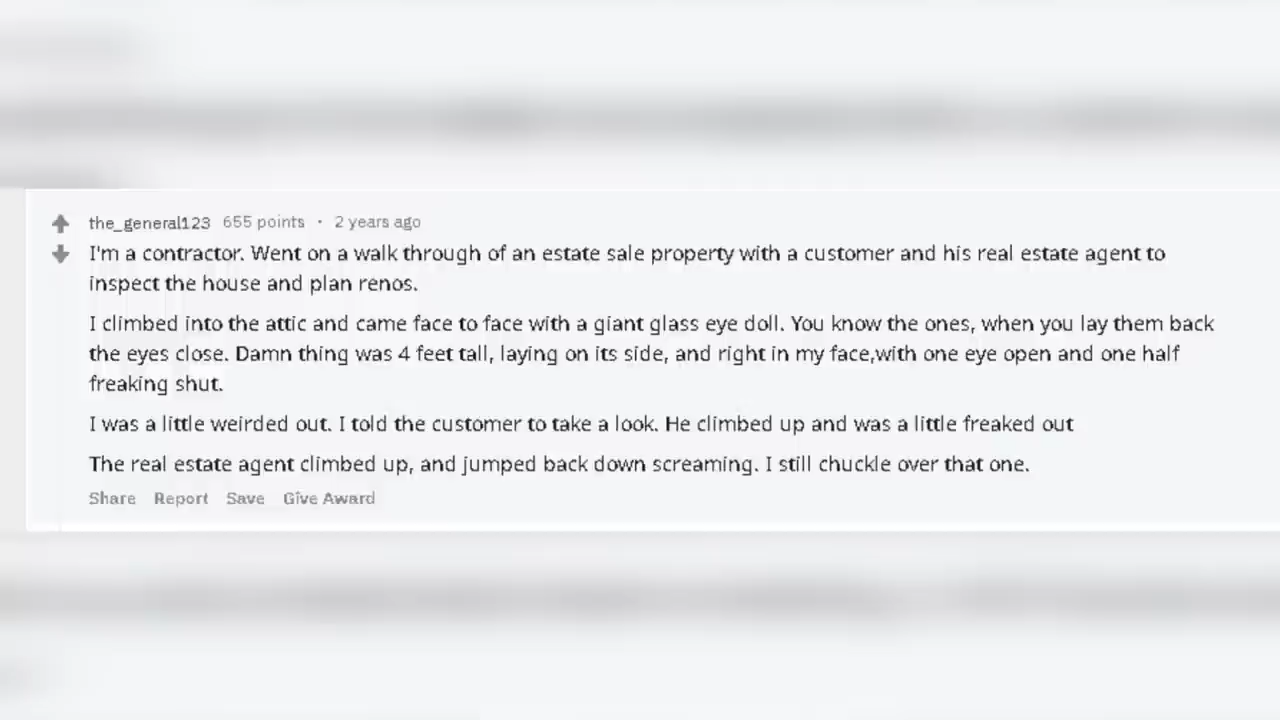 the_general123 655 points · 2 years ago
I'm a contractor. Went on a walk through of an estate sale property with a customer and his real estate agent to
inspect the house and plan renos.
I climbed into the attic and came face to face with a giant glass eye doll. You know the ones, when you lay them back
the eyes close. Damn thing was 4 feet tall, laying on its side, and right in my face,with one eye open and one half
freaking shut.
I was a little weirded out. I told the customer to take a look. He climbed up and was a little freaked out
The real estate agent climbed up, and jumped back down screaming. I still chuckle over that one.
Share Report Save Give Award